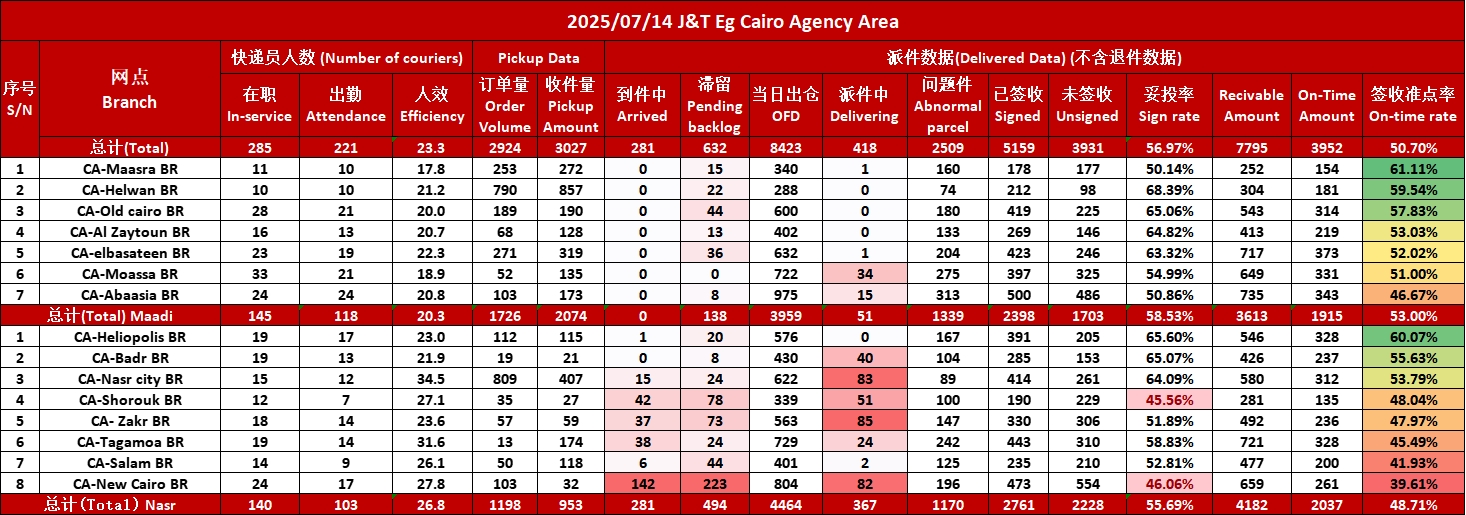 2025/07/14 J&T Eg Cairo Agency Area
序号 S/N 网点 Branch 快递员人数 (Number of couriers) Pickup Data 派件数据(Delivered Data) (不含退件数据)
在职 In-service 出勤 Attendance 人效 Efficiency 订单量 Order Volume 收件量 Pickup Amount 到件中 Arrived 滞留 Pending backlog 当日出仓 OFD 派件中 Delivering 问题件 Abnormal parcel 已签收 Signed 未签收 Unsigned 妥投率 Sign rate Recivable Amount On-Time Amount 签收准点率 On-time rate
总计(Total) 285 221 23.3 2924 3027 281 632 8423 418 2509 5159 3931 56.97% 7795 3952 50.70%
1 CA-Maasra BR 11 10 17.8 253 272 0 15 340 1 160 178 177 50.14% 252 154 61.11%
2 CA-Helwan BR 10 10 21.2 790 857 0 22 288 0 74 212 98 68.39% 304 181 59.54%
3 CA-Old cairo BR 28 21 20.0 189 190 0 44 600 0 180 419 225 65.06% 543 314 57.83%
4 CA-Al Zaytoun BR 16 13 20.7 68 128 0 13 402 0 133 269 146 64.82% 413 219 53.03%
5 CA-elbasateen BR 23 19 22.3 271 319 0 36 632 1 204 423 246 63.32% 717 373 52.02%
6 CA-Moassa BR 33 21 18.9 52 135 0 0 722 34 275 397 325 54.99% 649 331 51.00%
7 CA-Abaasia BR 24 24 20.8 103 173 0 8 975 15 313 500 486 50.86% 735 343 46.67%
总计(Total) Maadi 145 118 20.3 1726 2074 0 138 3959 51 1339 2398 1703 58.53% 3613 1915 53.00%
1 CA-Heliopolis BR 19 17 23.0 112 115 1 20 576 0 167 391 205 65.60% 546 328 60.07%
2 CA-Badr BR 19 13 21.9 19 21 0 8 430 40 104 285 153 65.07% 426 237 55.63%
3 CA-Nasr city BR 15 12 34.5 809 407 15 24 622 83 89 414 261 64.09% 580 312 53.79%
4 CA-Shorouk BR 12 7 27.1 35 27 42 78 339 51 100 190 229 45.56% 281 135 48.04%
5 CA- Zakr BR 18 14 23.6 57 59 37 73 563 85 147 330 306 51.89% 492 236 47.97%
6 CA-Tagamoa BR 19 14 31.6 13 174 38 24 729 24 242 443 310 58.83% 721 328 45.49%
7 CA-Salam BR 14 9 26.1 50 118 6 44 401 2 125 235 210 52.81% 477 200 41.93%
8 CA-New Cairo BR 24 17 27.8 103 32 142 223 804 82 196 473 554 46.06% 659 261 39.61%
总计(Total) Nasr 140 103 26.8 1198 953 281 494 4464 367 1170 2761 2228 55.69% 4182 2037 48.71%